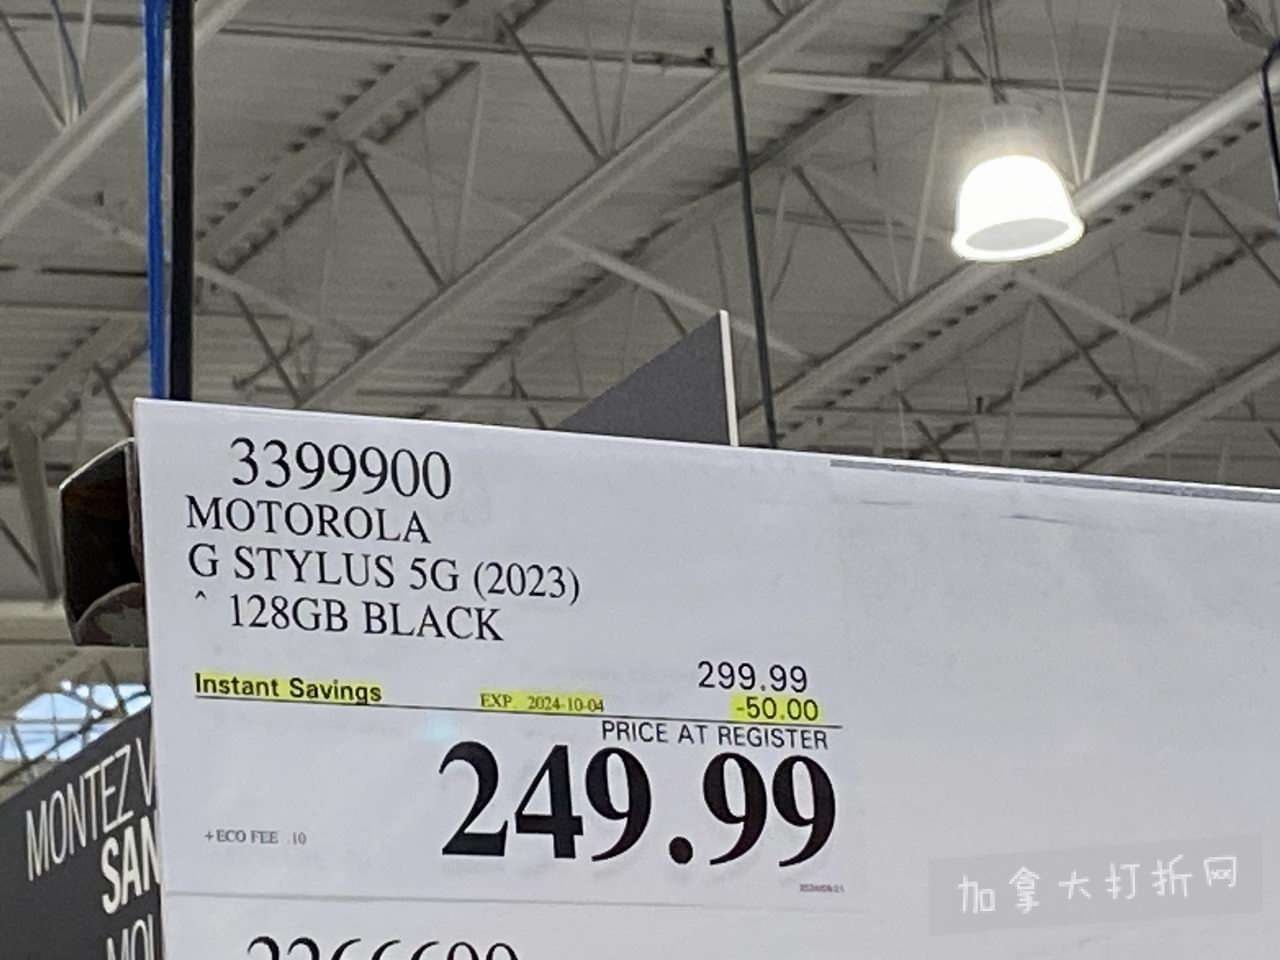 3399900
MOTOROLA
G STYLUS 5G (2023)
^ 128GB BLACK
299.99
Instant Savings EXP. 2024-10-04 -50.00
PRICE AT REGISTER
249.99
+ECO FEE .10
MONTEZ
SAN
加拿大打折网